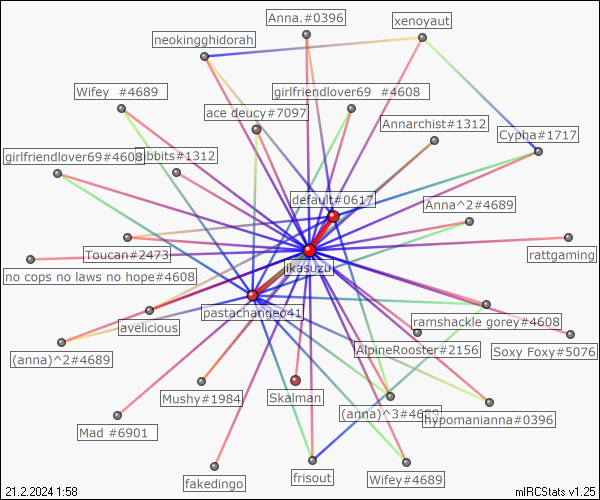 Anna.#0396
xenoyaut
neokingghidorah
Wifey #4689
girlfriendlover69 #4608
ace deucy#7097
Annarchist#1312
Cypha#1717
girlfriendlover69#4608
ibbits#1312
default#0617
Anna^2#4689
Toucan#2473
rattgaming
ikasuzu
no cops no laws no hope#4608
pastachangeo41
avelicious
ramshackle gorey#4608
(anna)^2#4689
AlpineRooster#2156
Soxy Foxy#5076
Mushy#1984
Skalman
(anna)^3#4689
hypomanianna#0396
Mad #6901
fakedingo
frisout
Wifey#4689
21.2.2024 1:58
mIRCStats v1.25